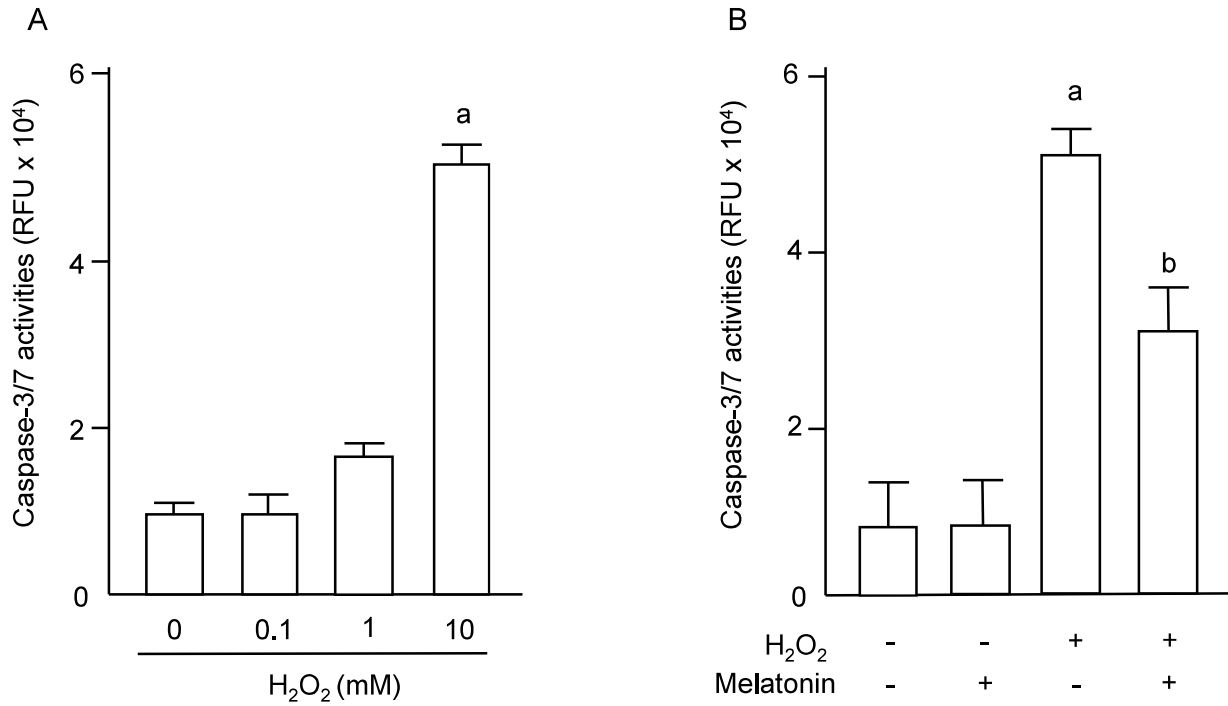 A
Caspase-3/7 activities (RFU x 10⁴)
6
4
2
0
a
0 0.1 1 10
H₂O₂ (mM)
B
Caspase-3/7 activities (RFU x 10⁴)
6
4
2
0
a
b
H₂O₂ - - + +
Melatonin - + - +